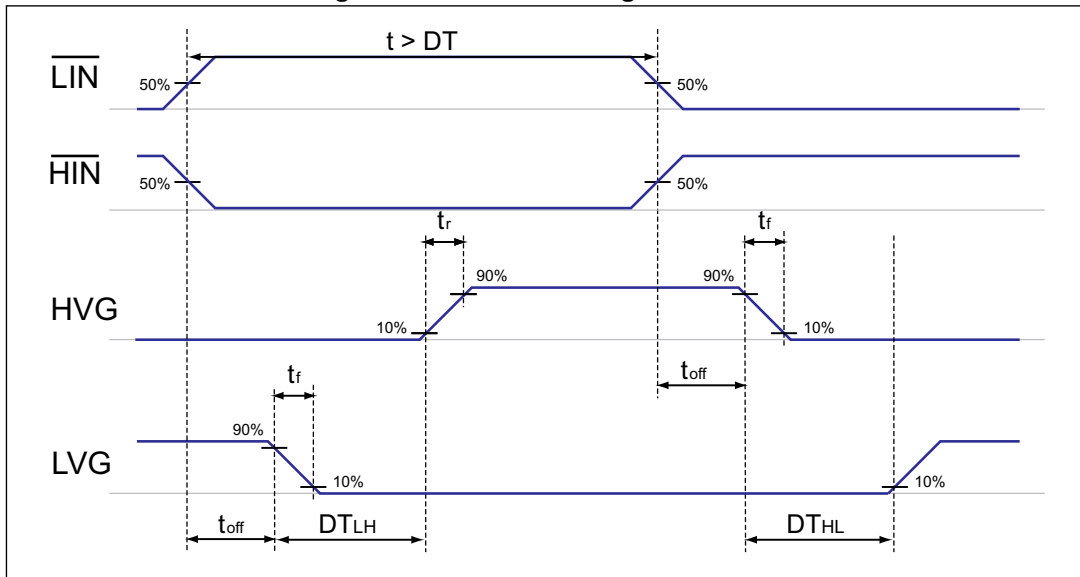 t > DT
LIN
50%
50%
HIN
50%
50%
tr
tf
90%
90%
HVG
10%
10%
tf
toff
90%
LVG
10%
10%
toff
DTLH
DTHL